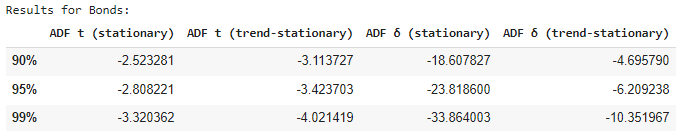 Results for Bonds:
ADF t (stationary) ADF t (trend-stationary) ADF δ (stationary) ADF δ (trend-stationary)
90% -2.523281 -3.113727 -18.607827 -4.695790
95% -2.808221 -3.423703 -23.818600 -6.209238
99% -3.320362 -4.021419 -33.864003 -10.351967